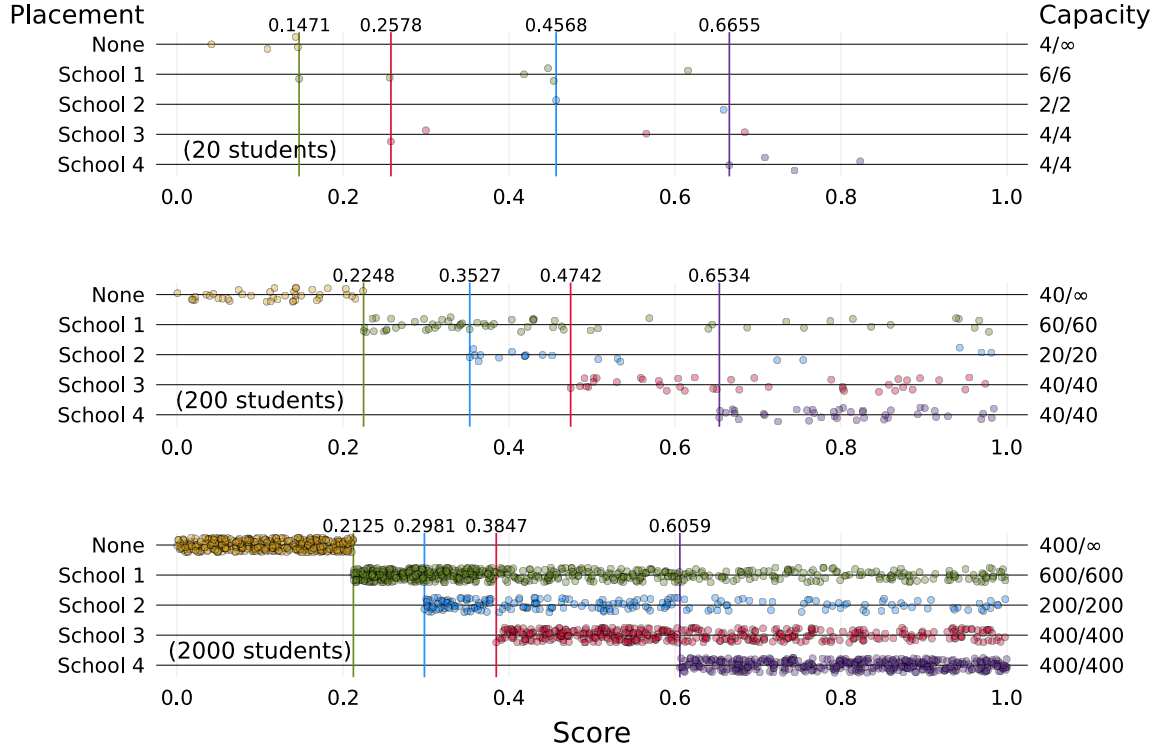 Placement Capacity
0.1471 0.2578 0.4568 0.6655
None 4/∞
School 1 6/6
School 2 2/2
School 3 4/4
(20 students)
School 4 4/4
0.0 0.2 0.4 0.6 0.8 1.0
0.2248 0.3527 0.4742 0.6534
None 40/∞
School 1 60/60
School 2 20/20
School 3 40/40
(200 students)
School 4 40/40
0.0 0.2 0.4 0.6 0.8 1.0
0.2125 0.2981 0.3847 0.6059
None 400/∞
School 1 600/600
School 2 200/200
School 3 400/400
(2000 students)
School 4 400/400
0.0 0.2 0.4 0.6 0.8 1.0
Score